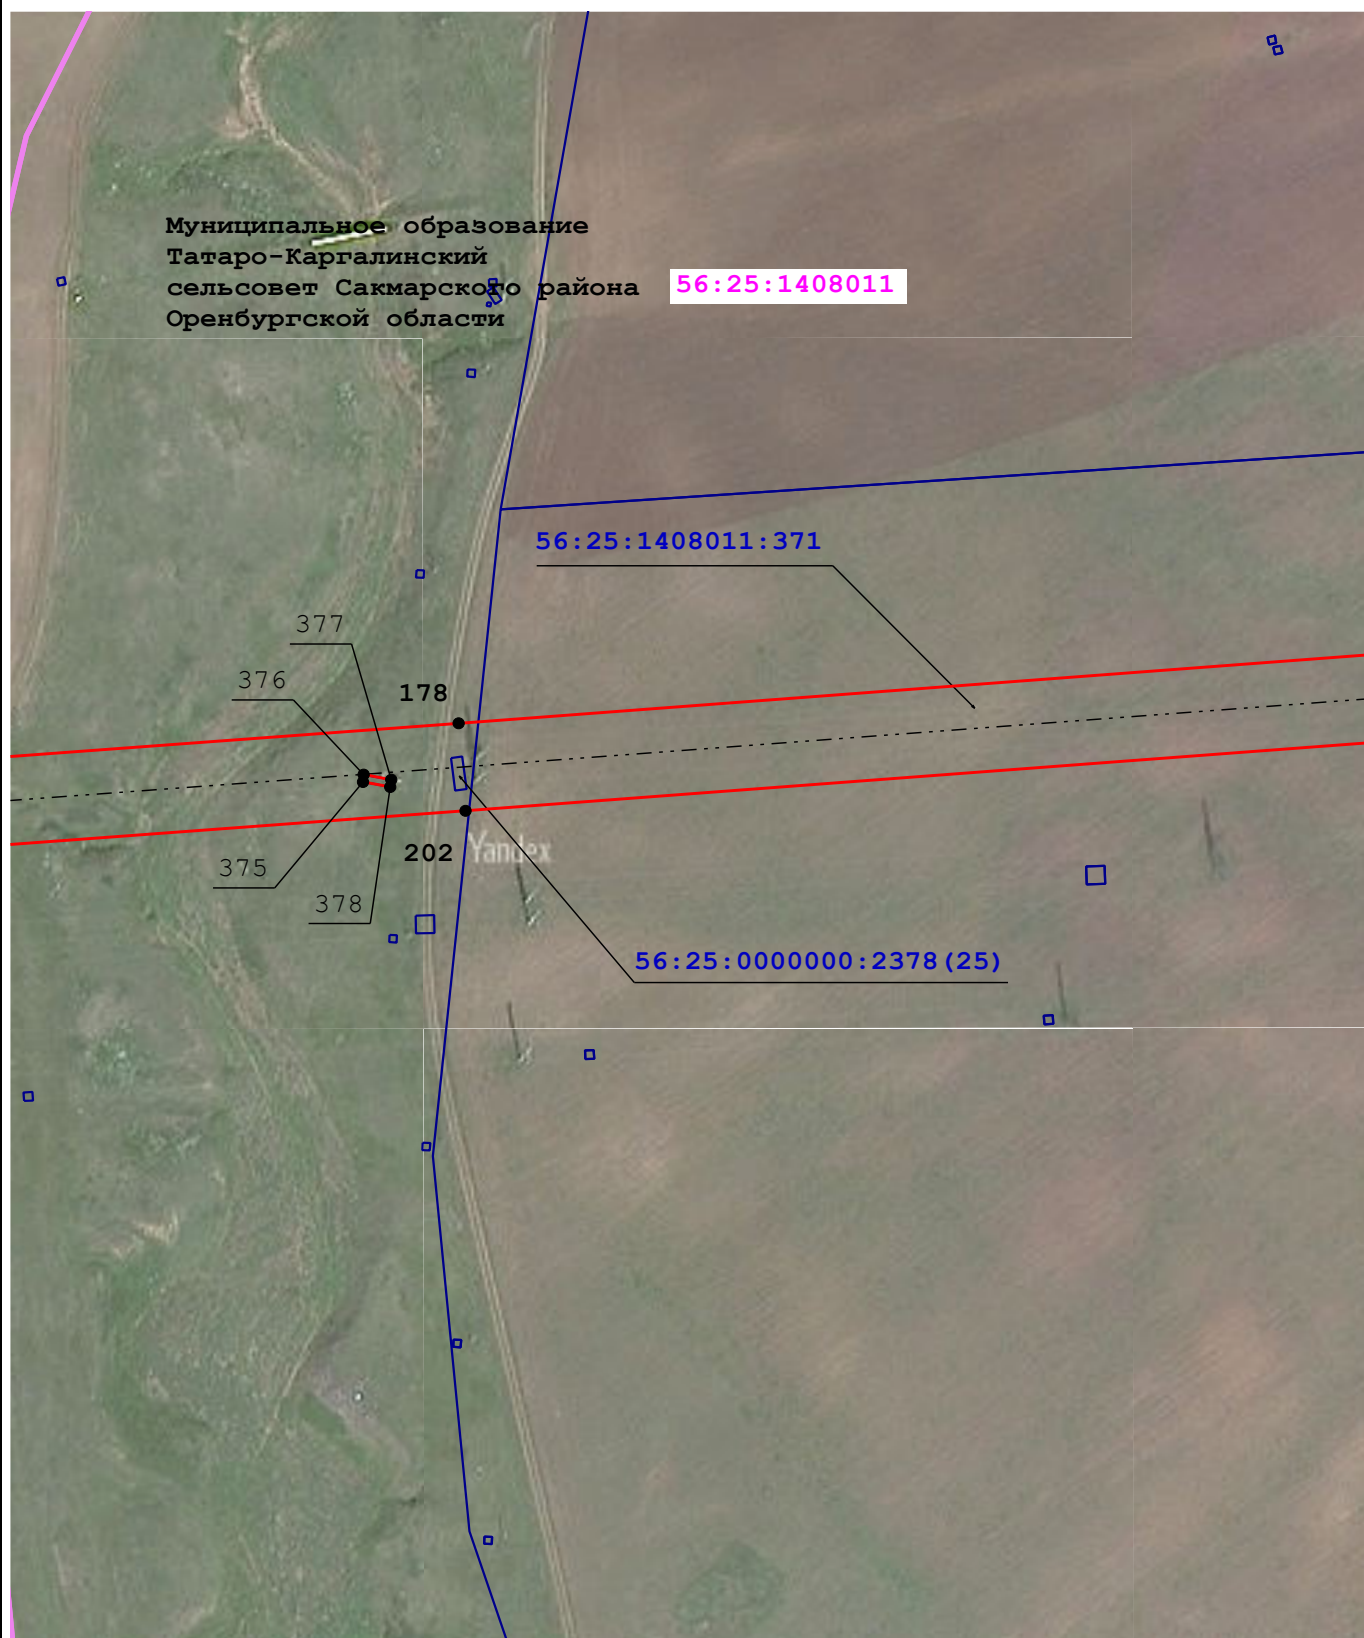 Муниципальное образование
Татаро-Каргалинский
сельсовет Сакмарского района
Оренбургской области
56:25:1408011
56:25:1408011:371
377
376
178
375
202
Yandex
378
56:25:0000000:2378(25)